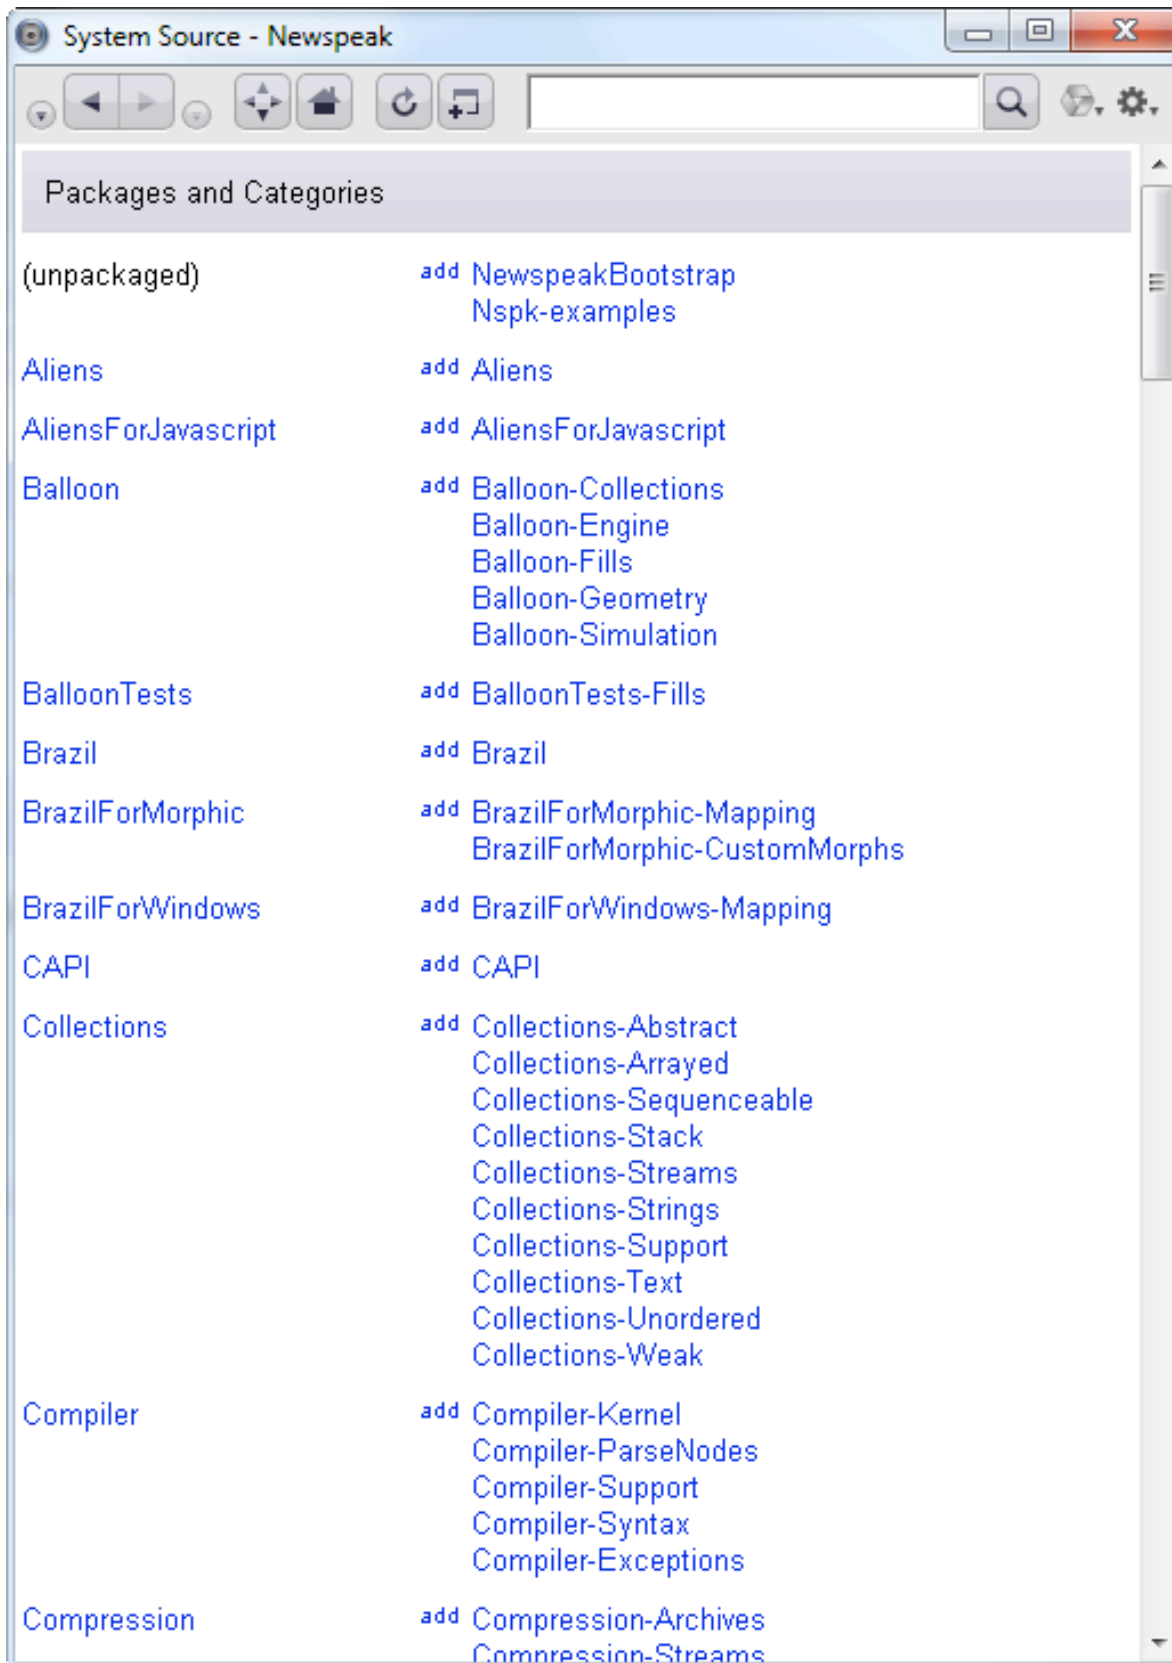 System Source - Newspeak
Packages and Categories
(unpackaged) add NewspeakBootstrap
Nspk-examples
Aliens add Aliens
AliensForJavascript add AliensForJavascript
Balloon add Balloon-Collections
Balloon-Engine
Balloon-Fills
Balloon-Geometry
Balloon-Simulation
BalloonTests add BalloonTests-Fills
Brazil add Brazil
BrazilForMorphic add BrazilForMorphic-Mapping
BrazilForMorphic-CustomMorphs
BrazilForWindows add BrazilForWindows-Mapping
CAPI add CAPI
Collections add Collections-Abstract
Collections-Arrayed
Collections-Sequenceable
Collections-Stack
Collections-Streams
Collections-Strings
Collections-Support
Collections-Text
Collections-Unordered
Collections-Weak
Compiler add Compiler-Kernel
Compiler-ParseNodes
Compiler-Support
Compiler-Syntax
Compiler-Exceptions
Compression add Compression-Archives
Compression-Streams